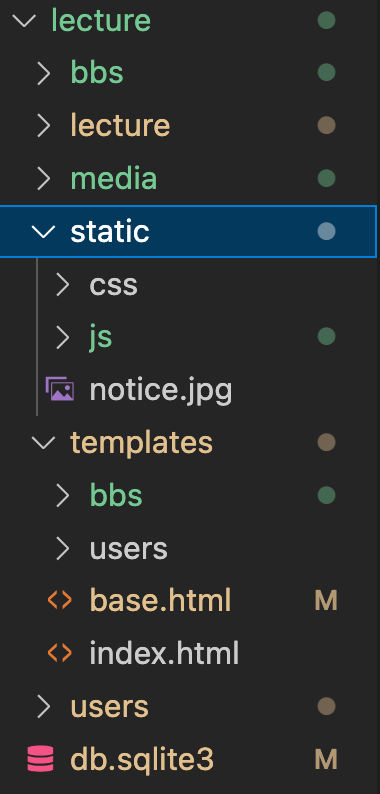 lecture
bbs
lecture
media
static
css
js
notice.jpg
templates
bbs
users
base.html M
index.html
users
db.sqlite3 M